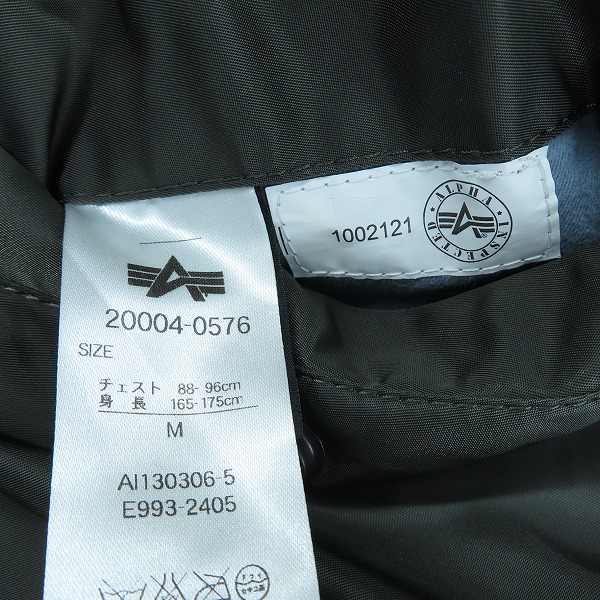 20004-0576
SIZE
チェスト 88-96cm
身 長 165-175cm
M
AI130306-5
E993-2405
1002121
ALPHA
INSPECTED